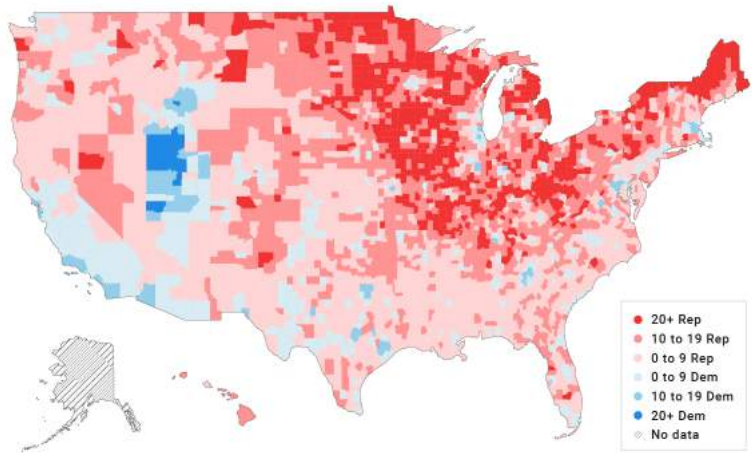 20+ Rep
10 to 19 Rep
0 to 9 Rep
0 to 9 Dem
10 to 19 Dem
20+ Dem
No data